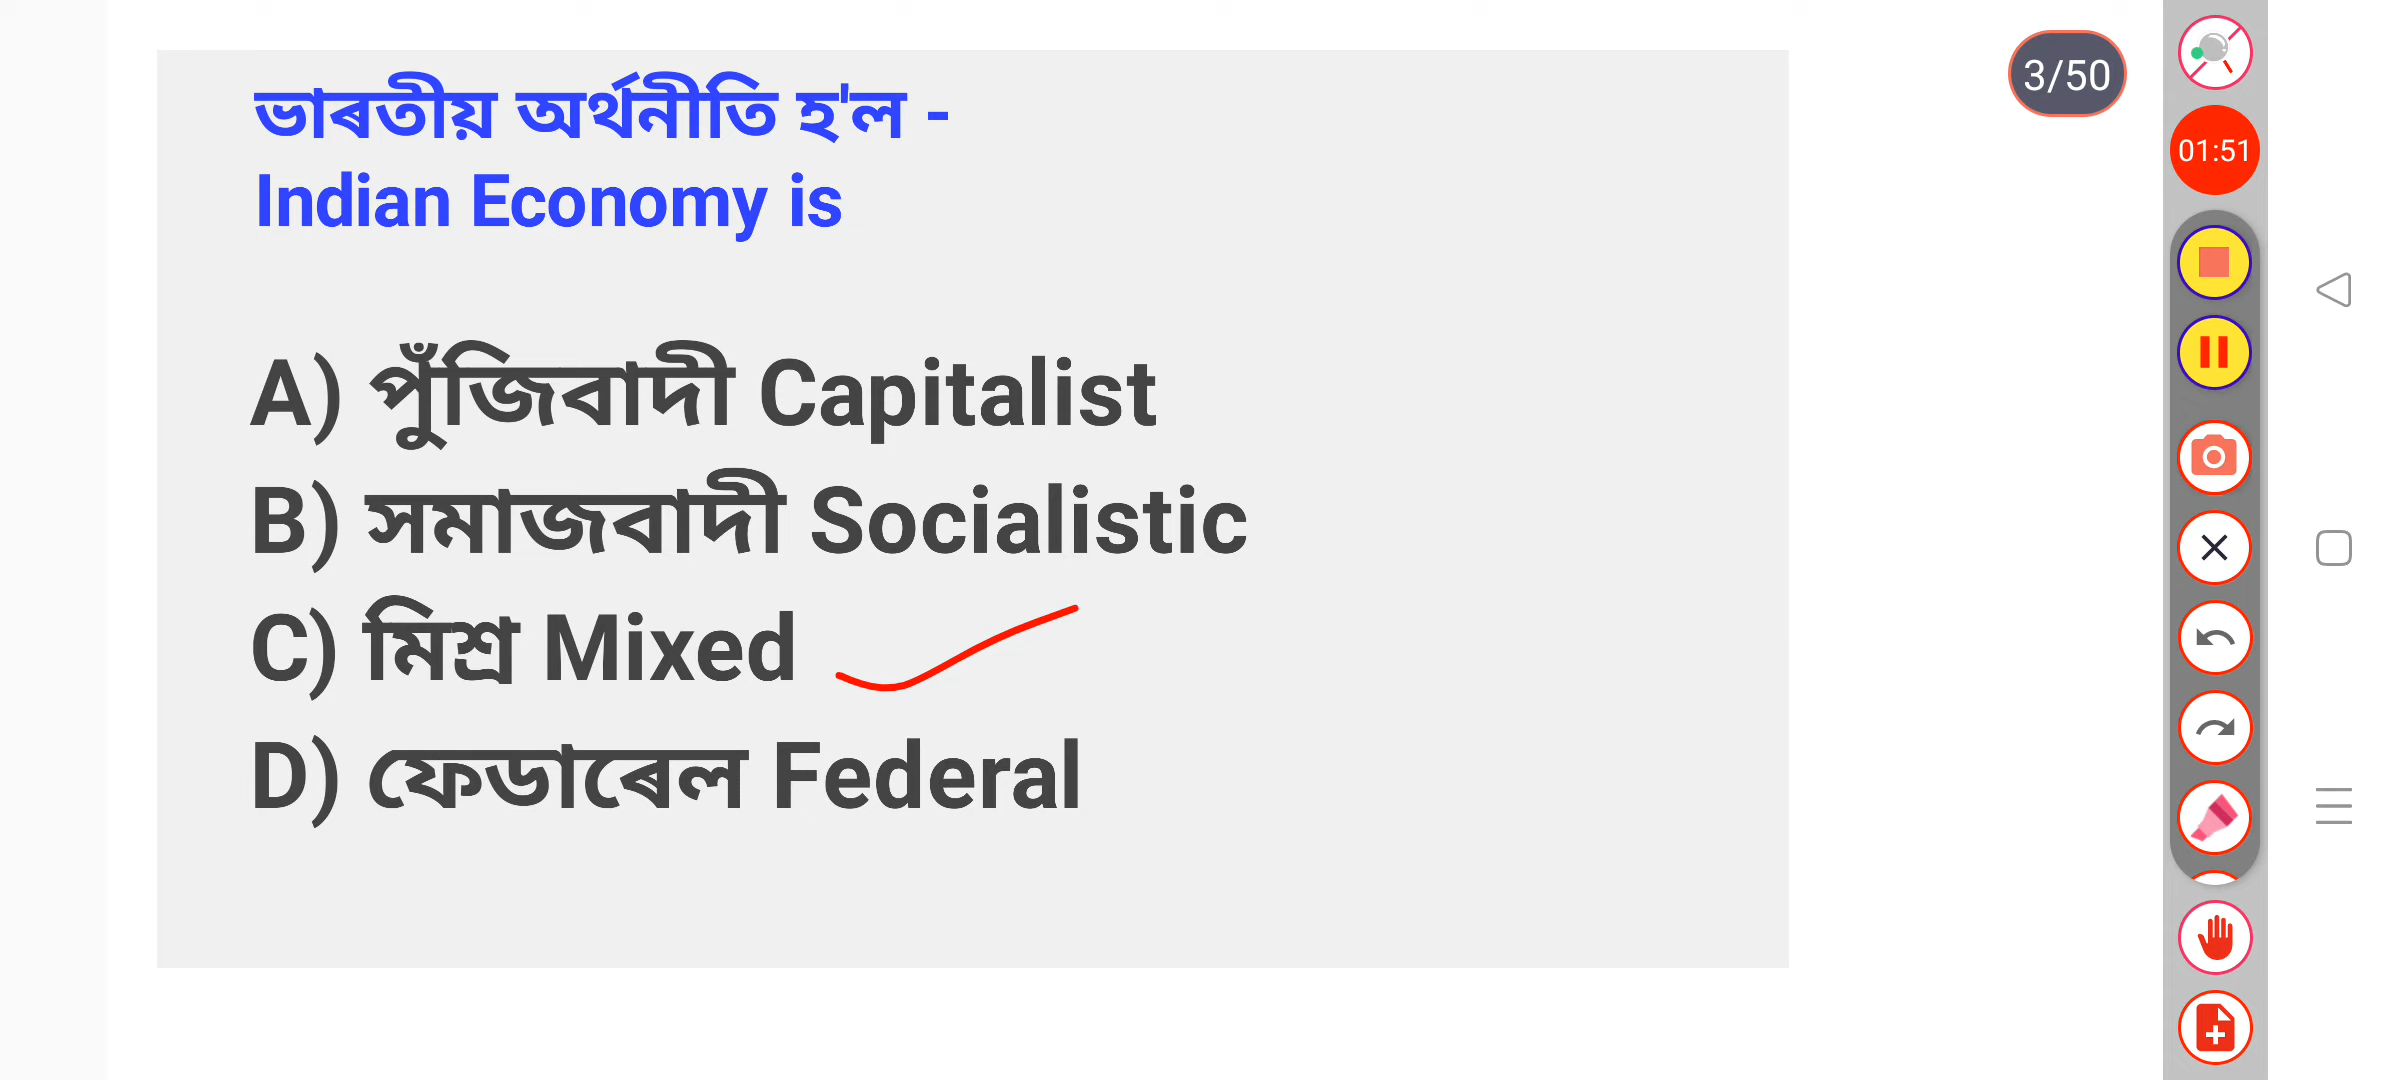 ভাৰতীয় অৰ্থনীতি হ'ল -
Indian Economy is
A) পুঁজিবাদী Capitalist
B) সমাজবাদী Socialistic
C) মিশ্ৰ Mixed
D) ফেডাৰেল Federal
3/50
01:51